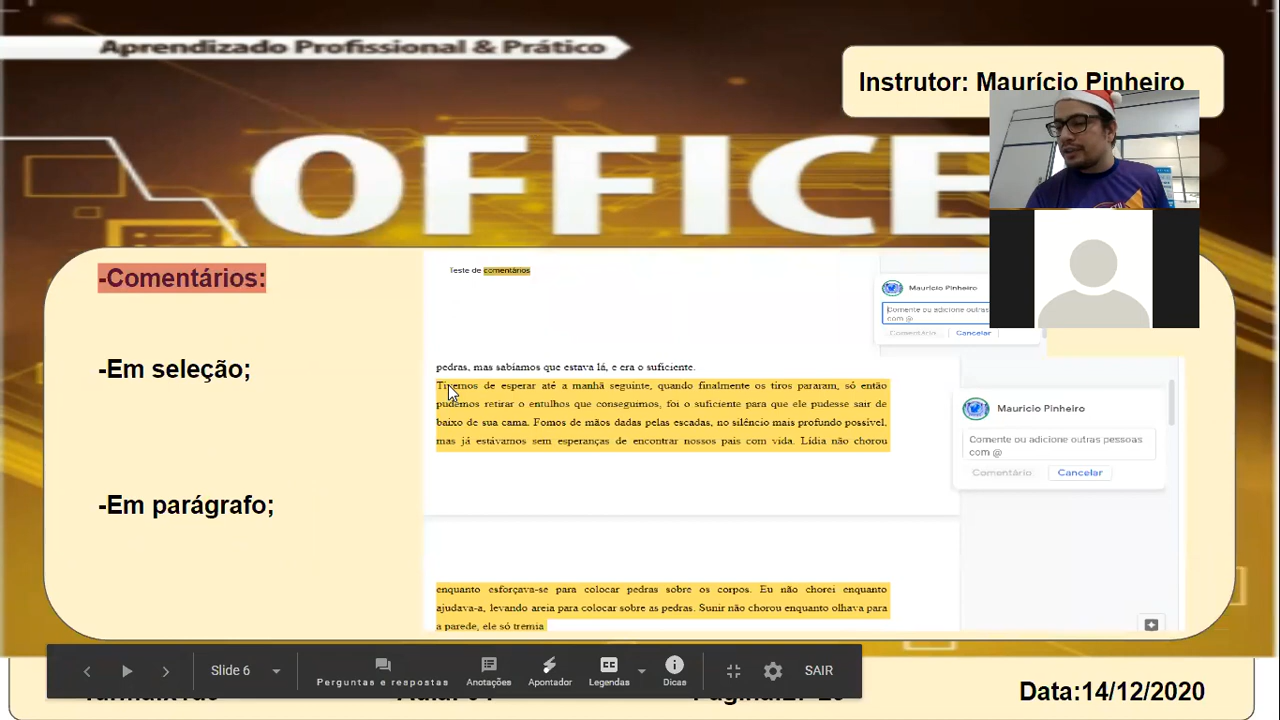 Aprendizado Profissional & Prático
Instrutor: Maurício Pinheiro
OFFICE
-Comentários:
Teste de comentários
Mauricio Pinheiro
Comente ou adicione outras
com @
Comentário
Cancelar
-Em seleção;
pedras, mas sabíamos que estava lá, e era o suficiente.
Tivemos de esperar até a manhã seguinte, quando finalmente os tiros pararam, só então
pudemos retirar o entulhos que conseguimos, foi o suficiente para que ele pudesse sair de
baixo de sua cama. Fomos de mãos dadas pelas escadas, no silêncio mais profundo possível,
mas já estávamos sem esperanças de encontrar nossos pais com vida. Lídia não chorou
Mauricio Pinheiro
Comente ou adicione outras pessoas
com @
Comentário
Cancelar
-Em parágrafo;
enquanto esforçava-se para colocar pedras sobre os corpos. Eu não chorei enquanto
ajudava-a, levando areia para colocar sobre as pedras. Sunir não chorou enquanto olhava para
a parede, ele só tremia
Slide 6
Perguntas e respostas
Anotações
Apontador
Legendas
Dicas
SAIR
Data:14/12/2020